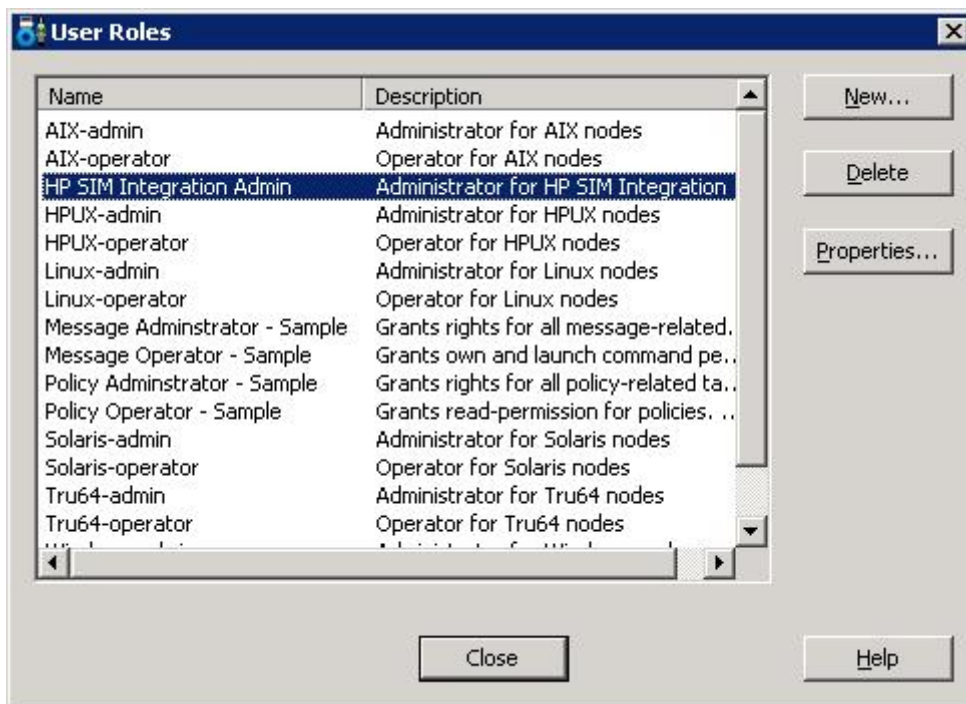 User Roles
Name Description
AIX-admin Administrator for AIX nodes
AIX-operator Operator for AIX nodes
HP SIM Integration Admin Administrator for HP SIM Integration
HPUX-admin Administrator for HPUX nodes
HPUX-operator Operator for HPUX nodes
Linux-admin Administrator for Linux nodes
Linux-operator Operator for Linux nodes
Message Adminstrator - Sample Grants rights for all message-related.
Message Operator - Sample Grants own and launch command pe..
Policy Adminstrator - Sample Grants rights for all policy-related ta..
Policy Operator - Sample Grants read-permission for policies. ..
Solaris-admin Administrator for Solaris nodes
Solaris-operator Operator for Solaris nodes
Tru64-admin Administrator for Tru64 nodes
Tru64-operator Operator for Tru64 nodes
New...
Delete
Properties...
Close
Help